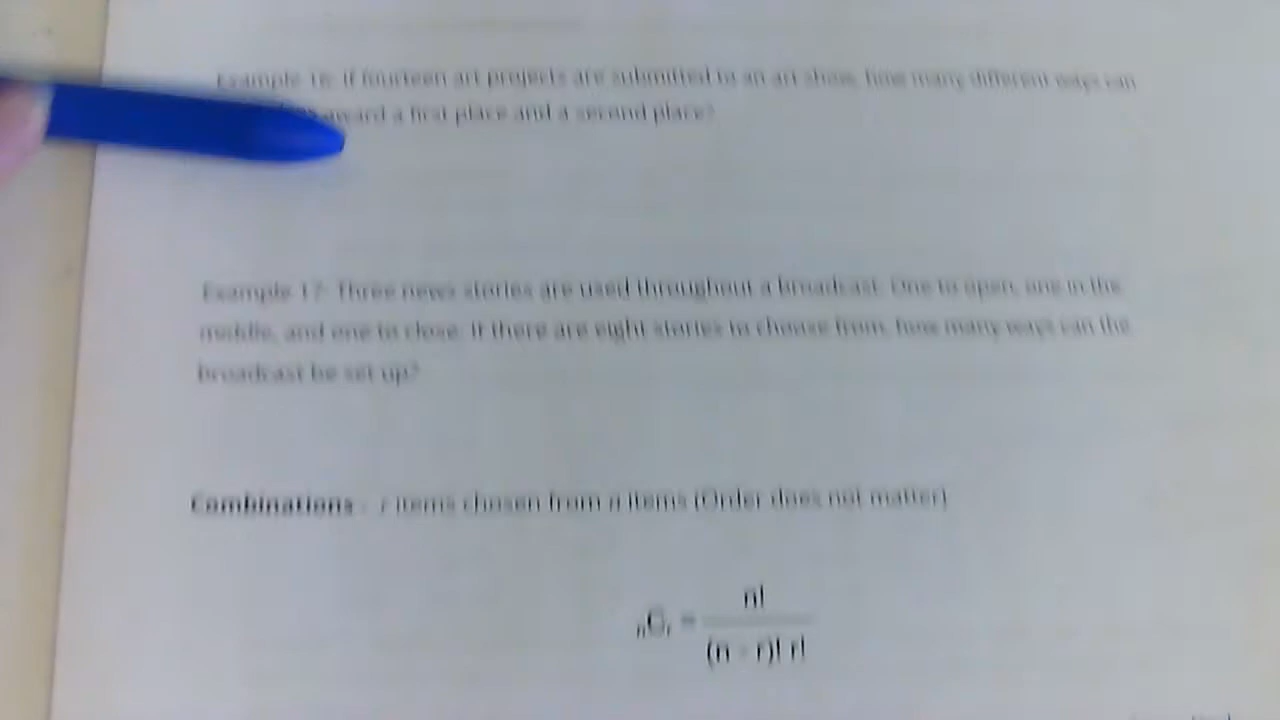 Example 16: If fourteen art projects are submitted to an art show, how many different ways can
award a first place and a second place?
Example 17: Three news stories are used throughout a broadcast. One to open, one in the
middle, and one to close. If there are eight stories to choose from, how many ways can the
broadcast be set up?
Combinations - r items chosen from n items (Order does not matter)
nCr = n! / (n - r)! r!